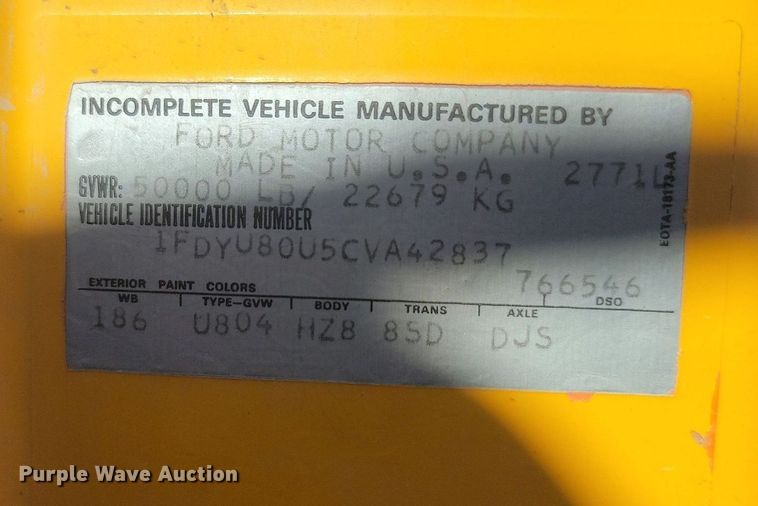 INCOMPLETE VEHICLE MANUFACTURED BY
FORD MOTOR COMPANY
MADE IN U.S.A. 2771L
GVWR: 50000 LB/ 22679 KG
VEHICLE IDENTIFICATION NUMBER
1FDYU80U5CVA42837
EOTA-18173-AA
766546
EXTERIOR PAINT COLORS DSO
WB TYPE-GVW BODY TRANS AXLE
186 U804 HZ8 85D DJS
Purple Wave Auction